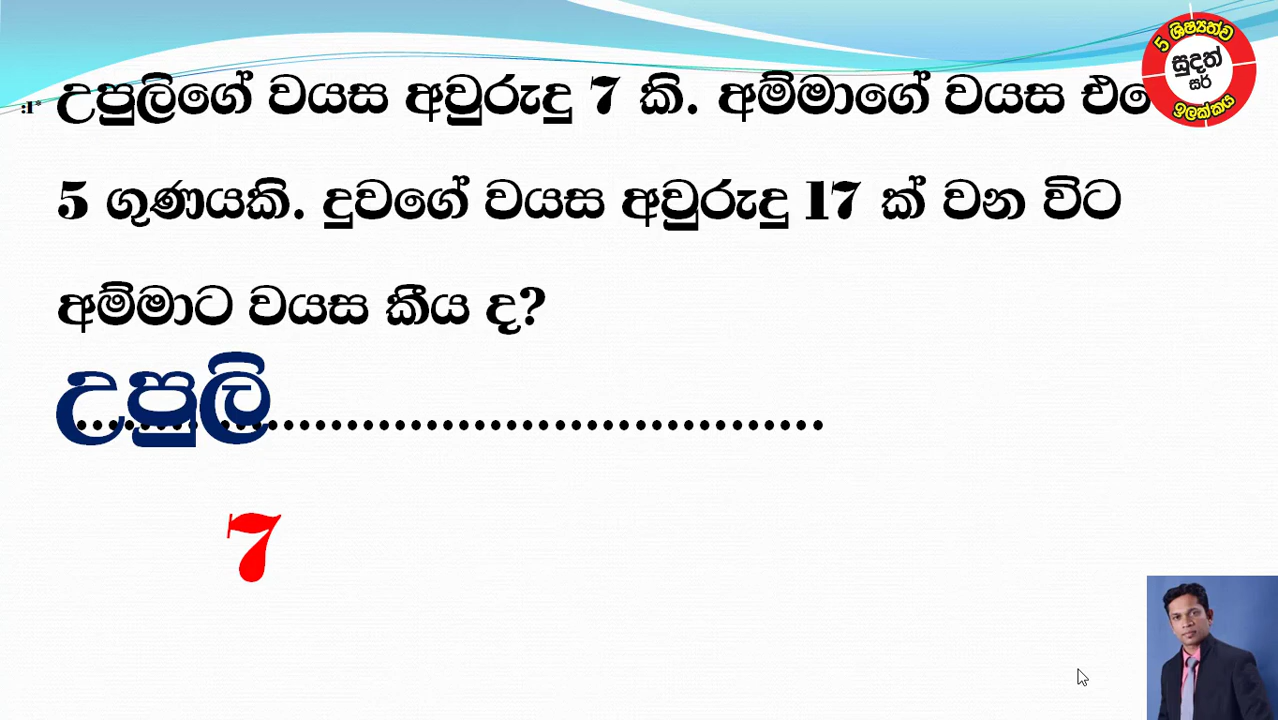 උපුලිගේ වයස අවුරුදු 7 කි. අම්මාගේ වයස
5 ගුණයකි. දුවගේ වයස අවුරුදු 17 ක් වන විට
අම්මාට වයස කීය ද?
උපුලි
7
5 ශිෂ්‍යත්ව
සුදත්
සර්
ඉලක්කය